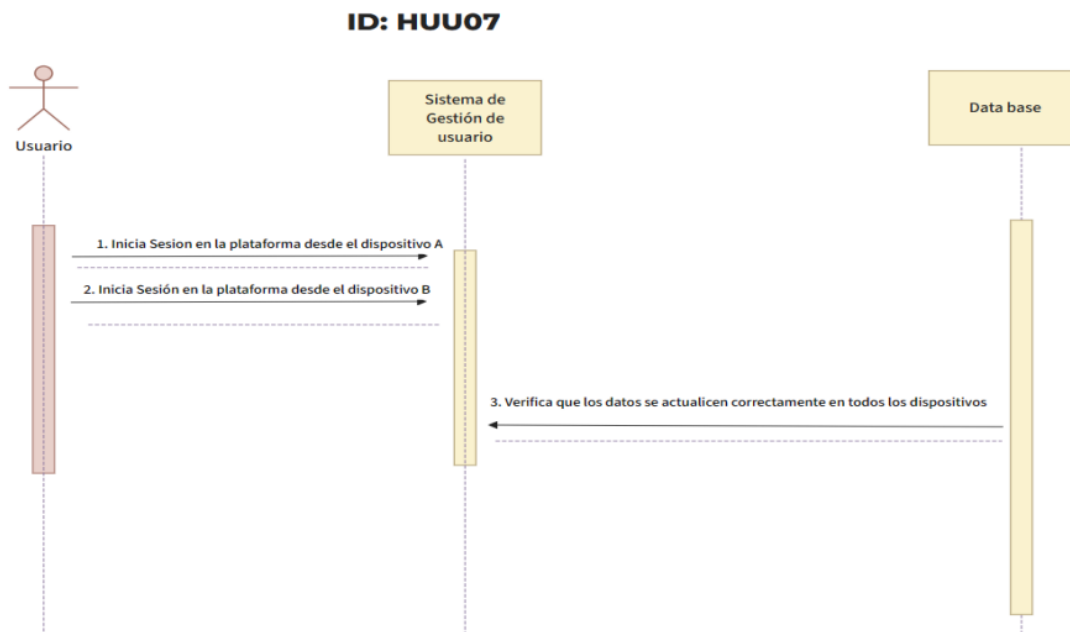 ID: HUU07
Usuario
Sistema de
Gestión de
usuario
Data base
1. Inicia Sesion en la plataforma desde el dispositivo A
2. Inicia Sesión en la plataforma desde el dispositivo B
3. Verifica que los datos se actualicen correctamente en todos los dispositivos